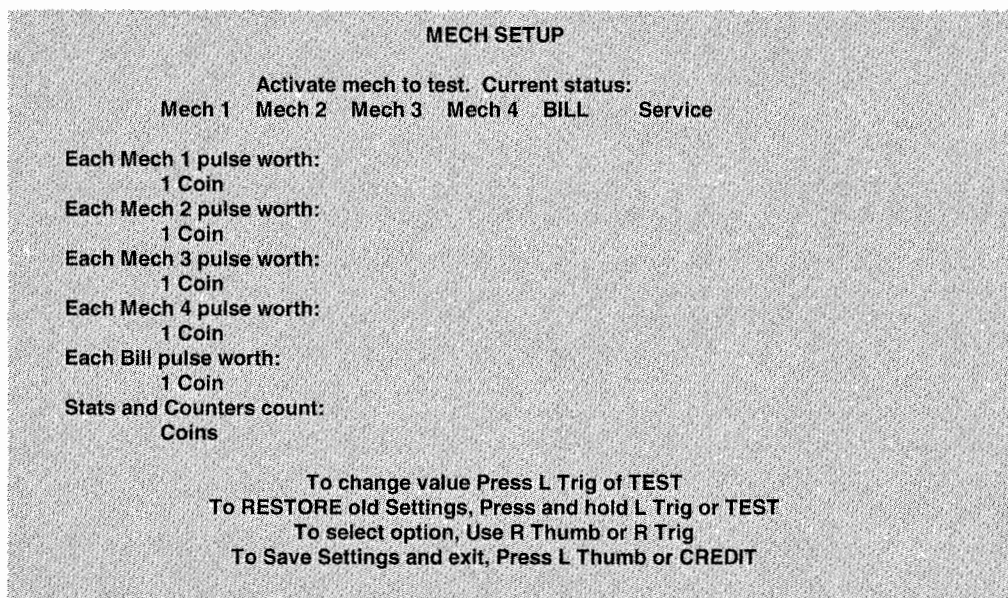 MECH SETUP
Activate mech to test. Current status:
Mech 1 Mech 2 Mech 3 Mech 4 BILL Service
Each Mech 1 pulse worth:
1 Coin
Each Mech 2 pulse worth:
1 Coin
Each Mech 3 pulse worth:
1 Coin
Each Mech 4 pulse worth:
1 Coin
Each Bill pulse worth:
1 Coin
Stats and Counters count:
Coins
To change value Press L Trig of TEST
To RESTORE old Settings, Press and hold L Trig or TEST
To select option, Use R Thumb or R Trig
To Save Settings and exit, Press L Thumb or CREDIT